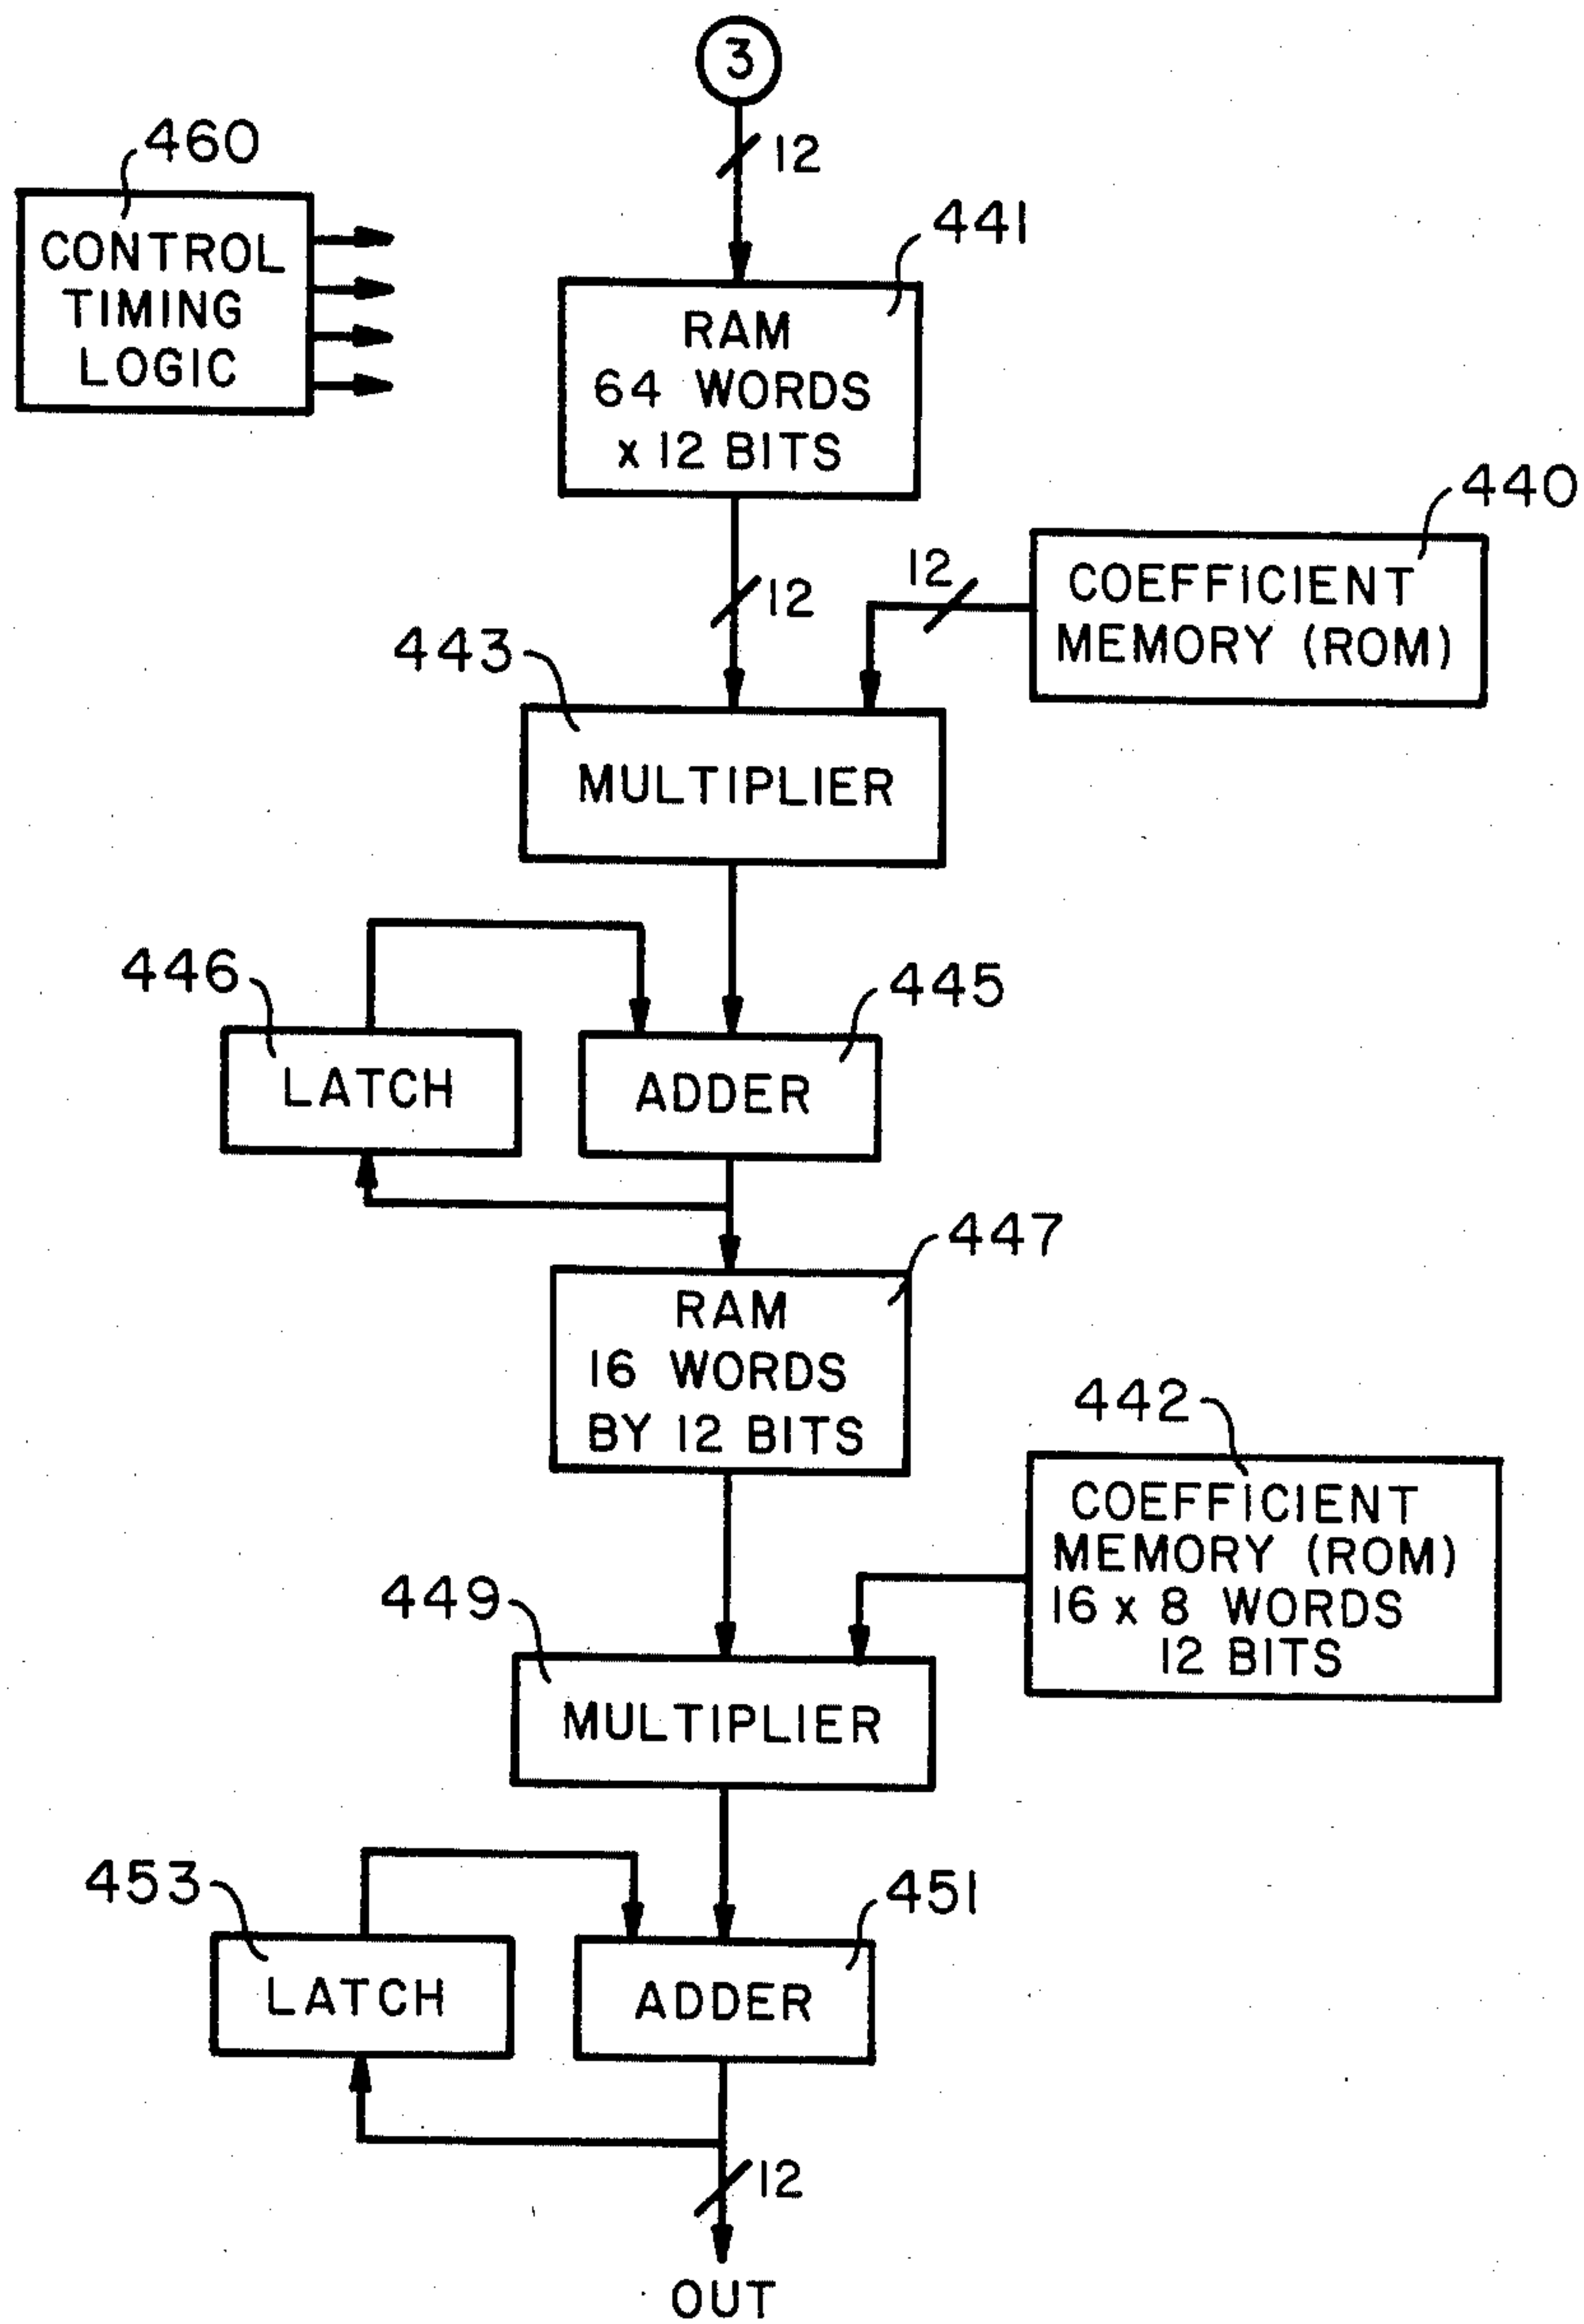 3
12
460
CONTROL
TIMING
LOGIC
441
RAM
64 WORDS
x 12 BITS
440
COEFFICIENT
MEMORY (ROM)
12
12
443
MULTIPLIER
446
LATCH
445
ADDER
447
RAM
16 WORDS
BY 12 BITS
442
COEFFICIENT
MEMORY (ROM)
16 x 8 WORDS
12 BITS
449
MULTIPLIER
453
LATCH
451
ADDER
12
OUT